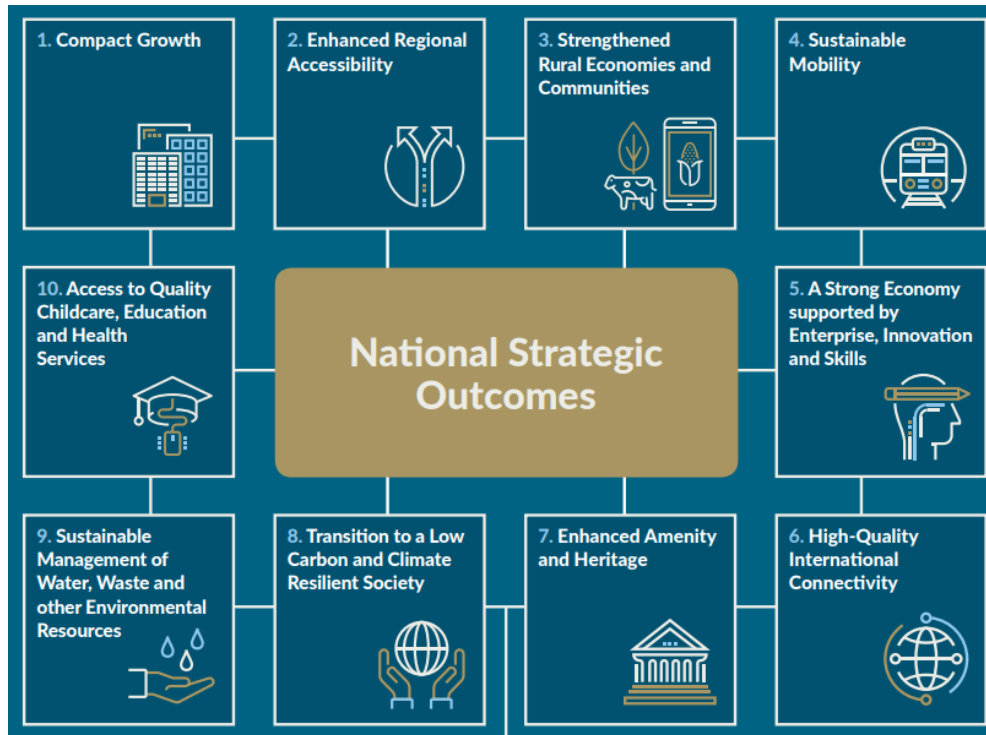 1. Compact Growth
2. Enhanced Regional
Accessibility
3. Strengthened
Rural Economies and
Communities
4. Sustainable
Mobility
10. Access to Quality
Childcare, Education
and Health
Services
National Strategic
Outcomes
5. A Strong Economy
supported by
Enterprise, Innovation
and Skills
9. Sustainable
Management of
Water, Waste and
other Environmental
Resources
8. Transition to a Low
Carbon and Climate
Resilient Society
7. Enhanced Amenity
and Heritage
6. High-Quality
International
Connectivity